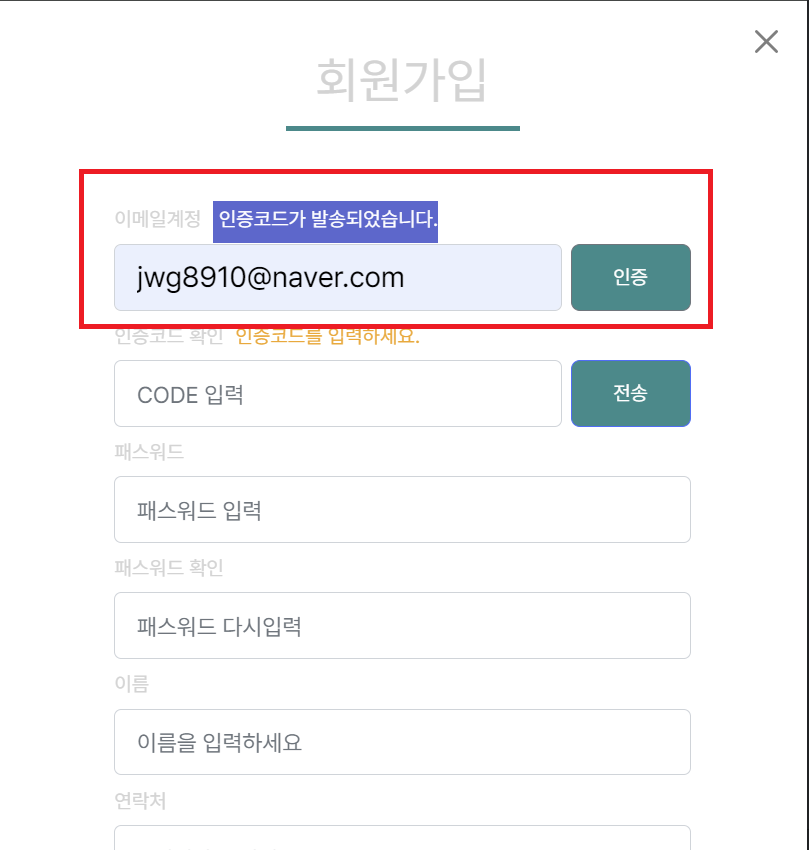 회원가입
이메일계정 인증코드가 발송되었습니다.
jwg8910@naver.com 인증
인증코드 확인 인증코드를 입력하세요.
CODE 입력 전송
패스워드
패스워드 입력
패스워드 확인
패스워드 다시입력
이름
이름을 입력하세요
연락처